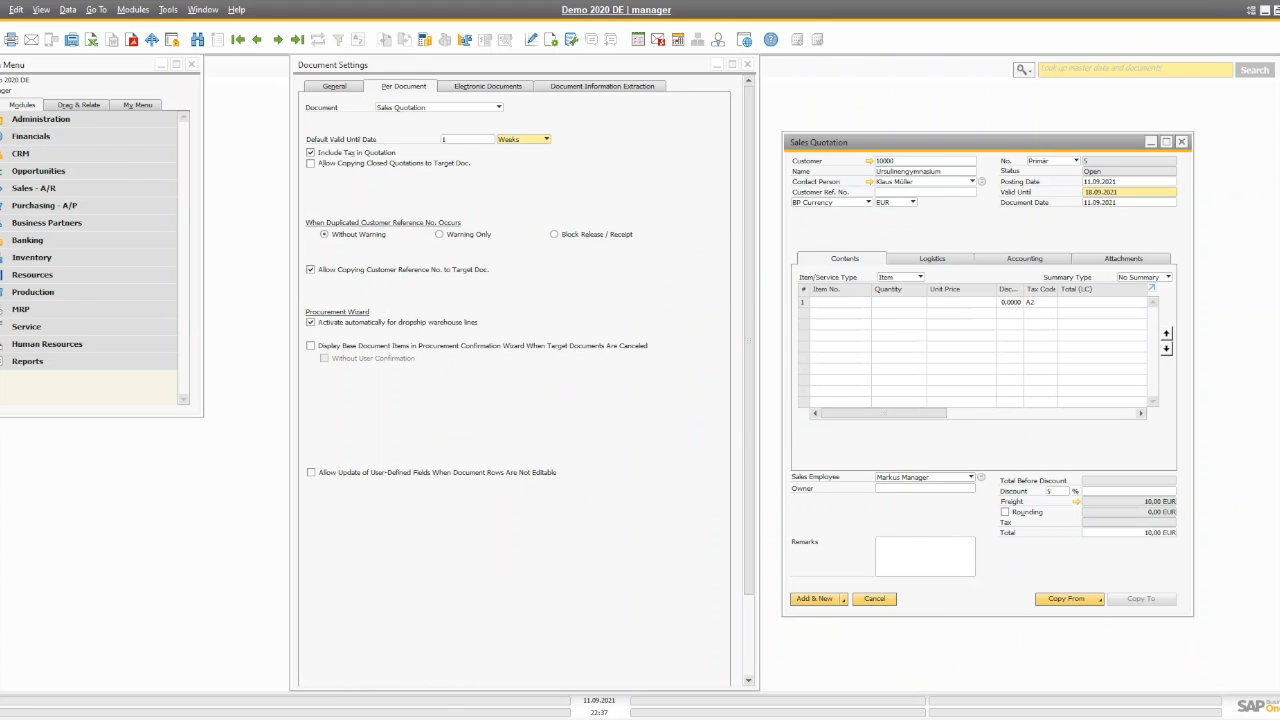 Edit View Data Go To Modules Tools Window Help
Demo 2020 DE | manager
Menu
mo 2020 DE
ager
Modules Drag & Relate My Menu
Administration
Financials
CRM
Opportunities
Sales - A/R
Purchasing - A/P
Business Partners
Banking
Inventory
Resources
Production
MRP
Service
Human Resources
Reports
Document Settings
General Per Document Electronic Documents Document Information Extraction
Document Sales Quotation
Default Valid Until Date 1 Weeks
Include Tax in Quotation
Allow Copying Closed Quotations to Target Doc.
When Duplicated Customer Reference No. Occurs
Without Warning Warning Only Block Release / Receipt
Allow Copying Customer Reference No. to Target Doc.
Procurement Wizard
Activate automatically for dropship warehouse lines
Display Base Document Items in Procurement Confirmation Wizard When Target Documents Are Canceled
Without User Confirmation
Allow Update of User-Defined Fields When Document Rows Are Not Editable
Look up master data and documents Search
Sales Quotation
Customer 10000 No. Primär 5
Name Ursulinengymnasium Status Open
Contact Person Klaus Müller Posting Date 11.09.2021
Customer Ref. No. Valid Until 18.09.2021
BP Currency EUR Document Date 11.09.2021
Contents Logistics Accounting Attachments
Item/Service Type Item Summary Type No Summary
# Item No. Quantity Unit Price Disc... Tax Code Total (LC)
1 0.0000 A2
Sales Employee Markus Manager Total Before Discount
Owner Discount 5 %
Freight 10,00 EUR
Rounding 0,00 EUR
Tax
Total 10,00 EUR
Remarks
Add & New Cancel Copy From Copy To
11.09.2021
22:37
SAP Business One